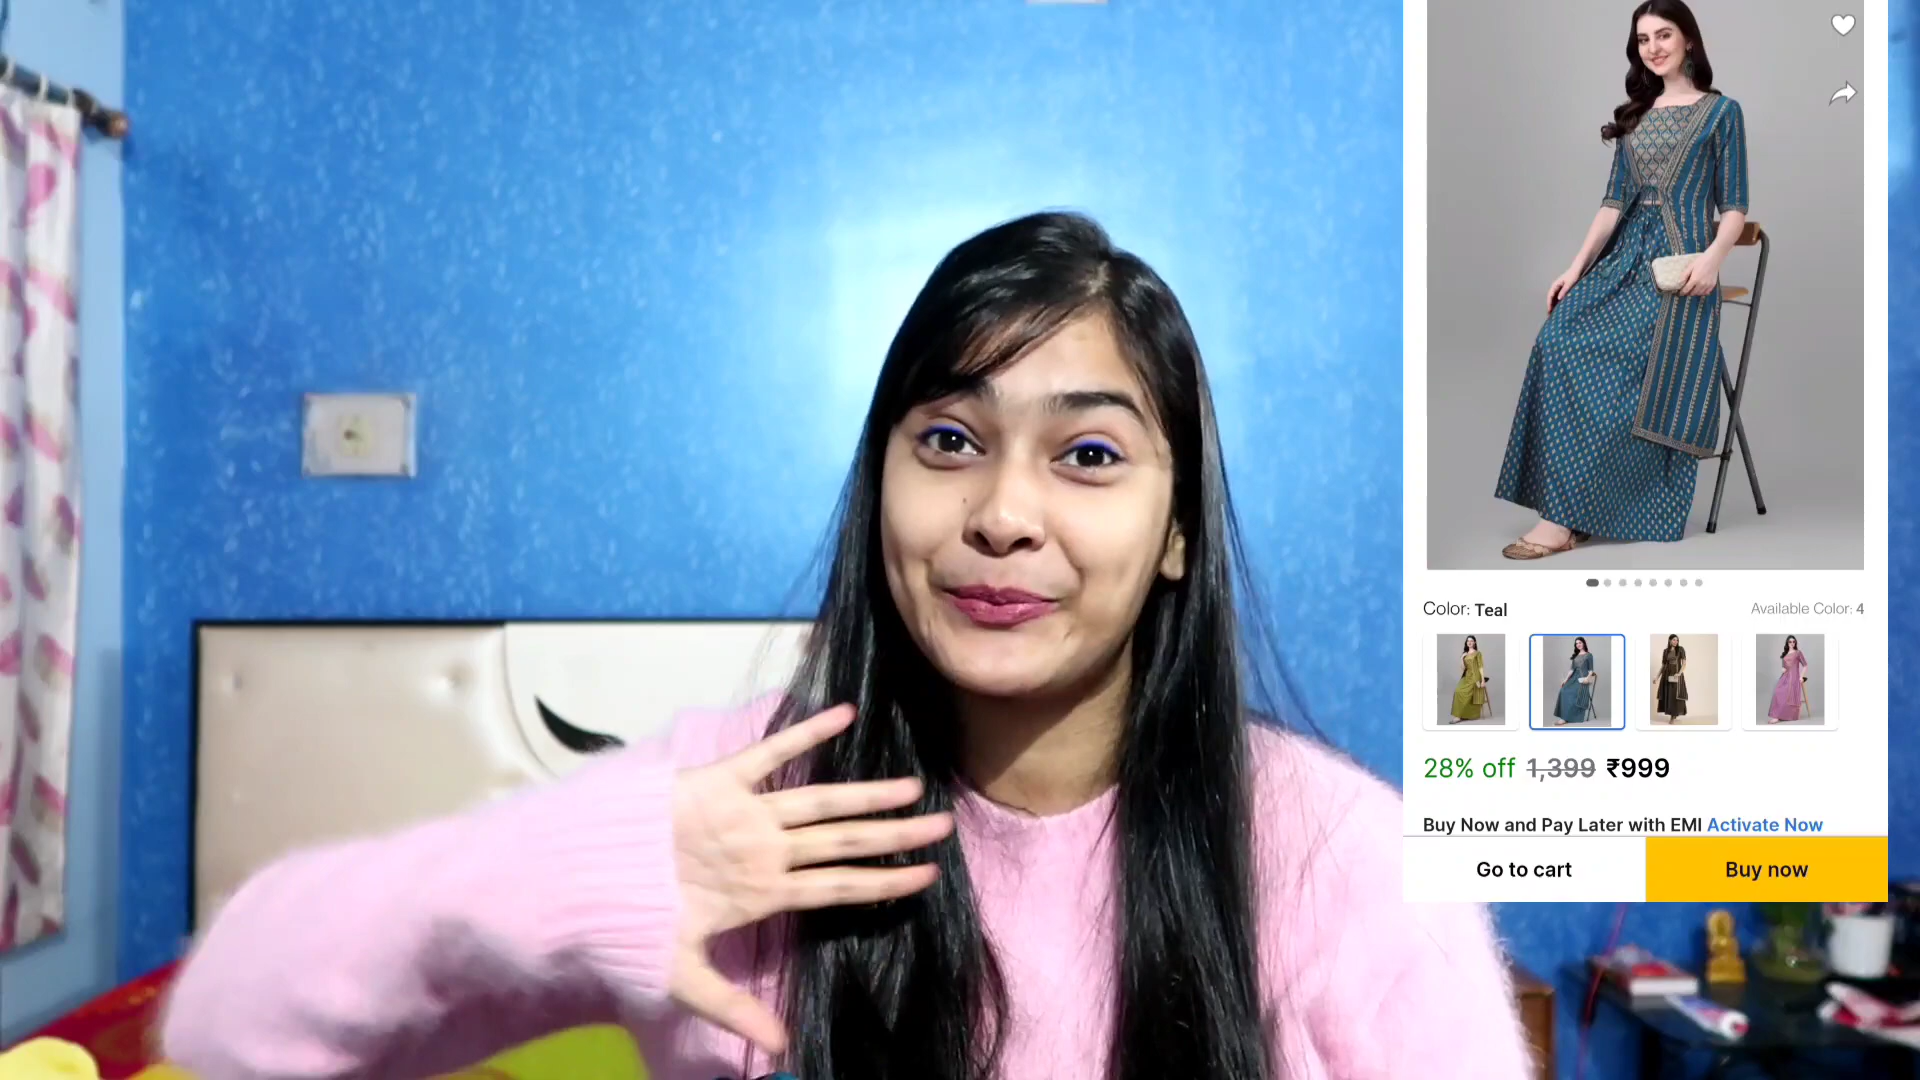 Color: Teal
Available Color: 4
28% off 1,399 ₹999
Buy Now and Pay Later with EMI Activate Now
Go to cart
Buy now